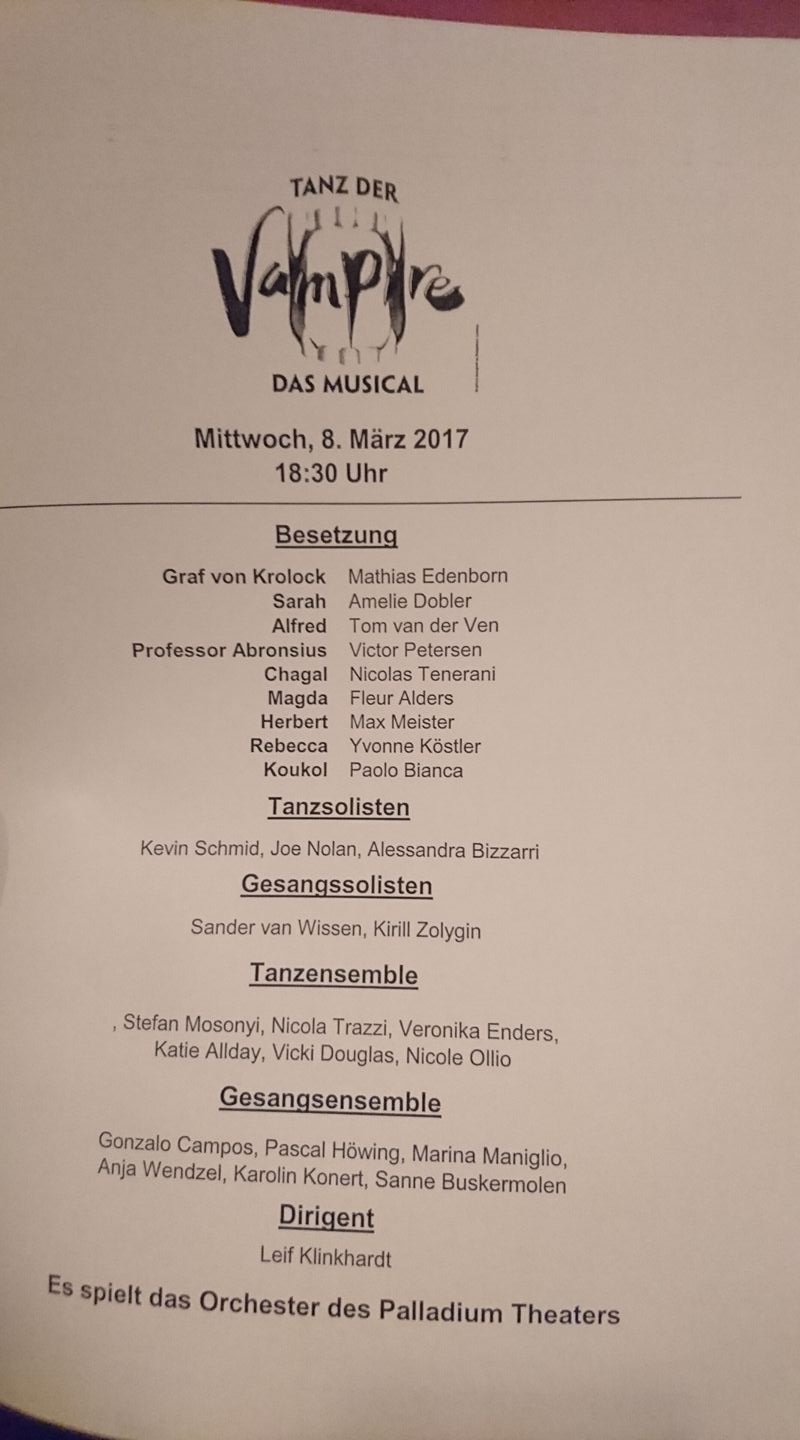 TANZ DER
Vampire
DAS MUSICAL
Mittwoch, 8. März 2017
18:30 Uhr
Besetzung
Graf von Krolock Mathias Edenborn
Sarah Amelie Dobler
Alfred Tom van der Ven
Professor Abronsius Victor Petersen
Chagal Nicolas Tenerani
Magda Fleur Alders
Herbert Max Meister
Rebecca Yvonne Köstler
Koukol Paolo Bianca
Tanzsolisten
Kevin Schmid, Joe Nolan, Alessandra Bizzarri
Gesangssolisten
Sander van Wissen, Kirill Zolygin
Tanzensemble
, Stefan Mosonyi, Nicola Trazzi, Veronika Enders,
Katie Allday, Vicki Douglas, Nicole Ollio
Gesangsensemble
Gonzalo Campos, Pascal Höwing, Marina Maniglio,
Anja Wendzel, Karolin Konert, Sanne Buskermolen
Dirigent
Leif Klinkhardt
Es spielt das Orchester des Palladium Theaters